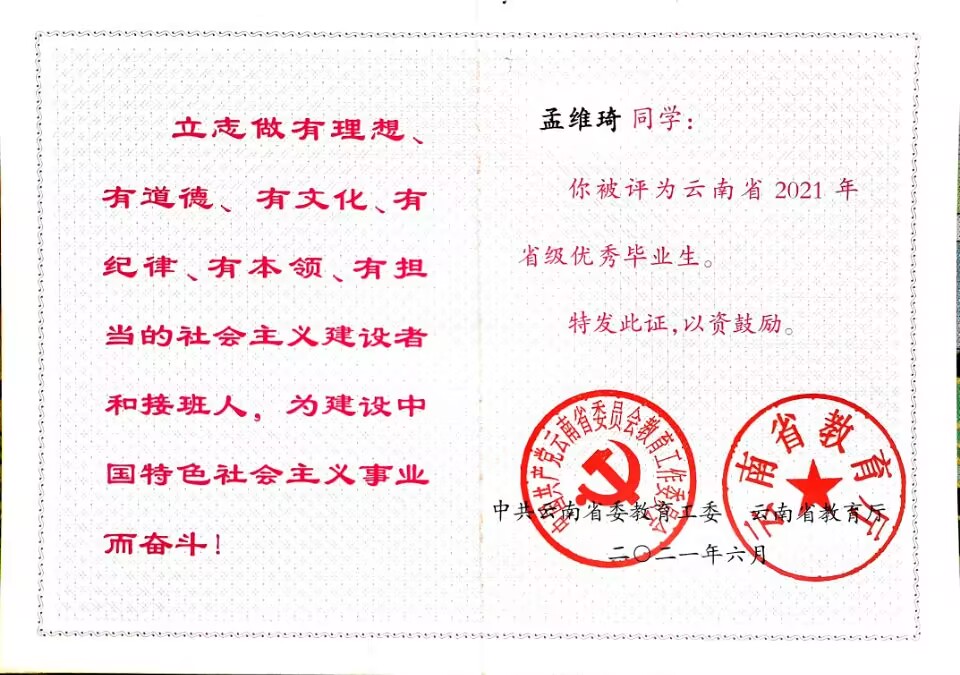 立志做有理想、
有道德、有文化、有
纪律、有本领、有担
当的社会主义建设者
和接班人，为建设中
国特色社会主义事业
而奋斗！
孟维琦 同学：
你被评为云南省 2021 年
省级优秀毕业生。
特发此证，以资鼓励。
中国共产党云南省委员会教育工作委员会
云南省教育厅
中共云南省委教育工委 云南省教育厅
二〇二一年六月